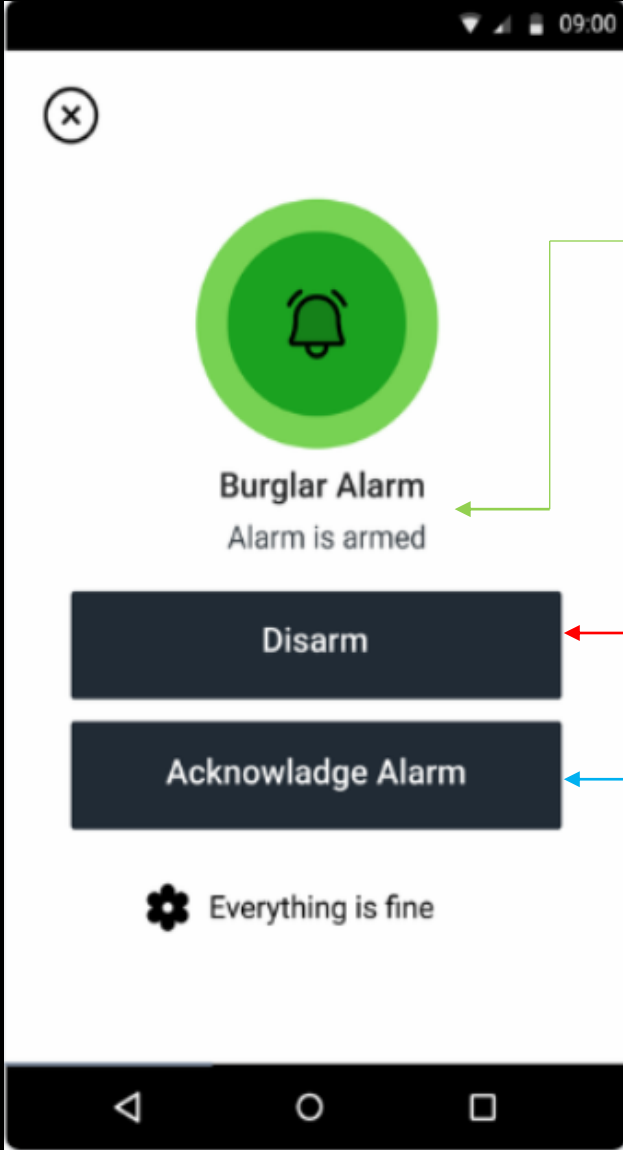 09:00
Burglar Alarm
Alarm is armed
Disarm
Acknowladge Alarm
Everything is fine